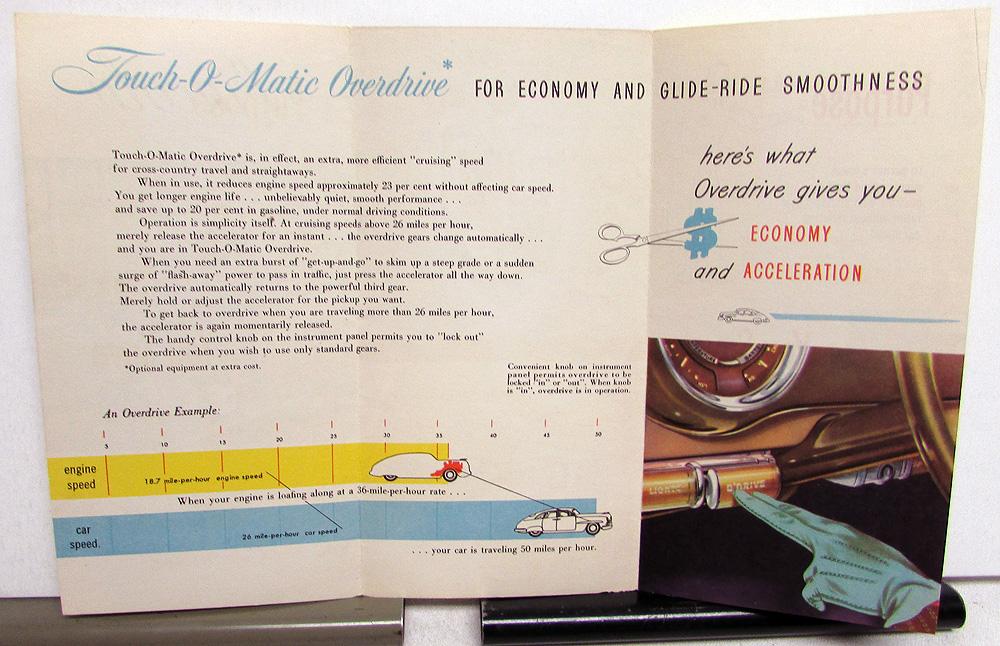 Touch-O-Matic Overdrive* FOR ECONOMY AND GLIDE-RIDE SMOOTHNESS
Touch-O-Matic Overdrive* is, in effect, an extra, more efficient "cruising" speed
for cross-country travel and straightaways.
When in use, it reduces engine speed approximately 23 per cent without affecting car speed.
You get longer engine life . . . unbelievably quiet, smooth performance . . .
and save up to 20 per cent in gasoline, under normal driving conditions.
Operation is simplicity itself. At cruising speeds above 26 miles per hour,
merely release the accelerator for an instant . . . the overdrive gears change automatically . . .
and you are in Touch-O-Matic Overdrive.
When you need an extra burst of "get-up-and-go" to skim up a steep grade or a sudden
surge of "flash-away" power to pass in traffic, just press the accelerator all the way down.
The overdrive automatically returns to the powerful third gear.
Merely hold or adjust the accelerator for the pickup you want.
To get back to overdrive when you are traveling more than 26 miles per hour,
the accelerator is again momentarily released.
The handy control knob on the instrument panel permits you to "lock out"
the overdrive when you wish to use only standard gears.
*Optional equipment at extra cost.
Convenient knob on instrument
panel permits overdrive to be
locked "in" or "out". When knob
is "in", overdrive is in operation.
An Overdrive Example:
5 10 15 20 25 30 35 40 45 50
engine
speed
18.7 mile-per-hour engine speed
When your engine is loafing along at a 36-mile-per-hour rate . . .
car
speed.
26 mile-per-hour car speed
. . . your car is traveling 50 miles per hour.
here's what
Overdrive gives you—
$ ECONOMY
and ACCELERATION
LIGHTS
O'DRIVE